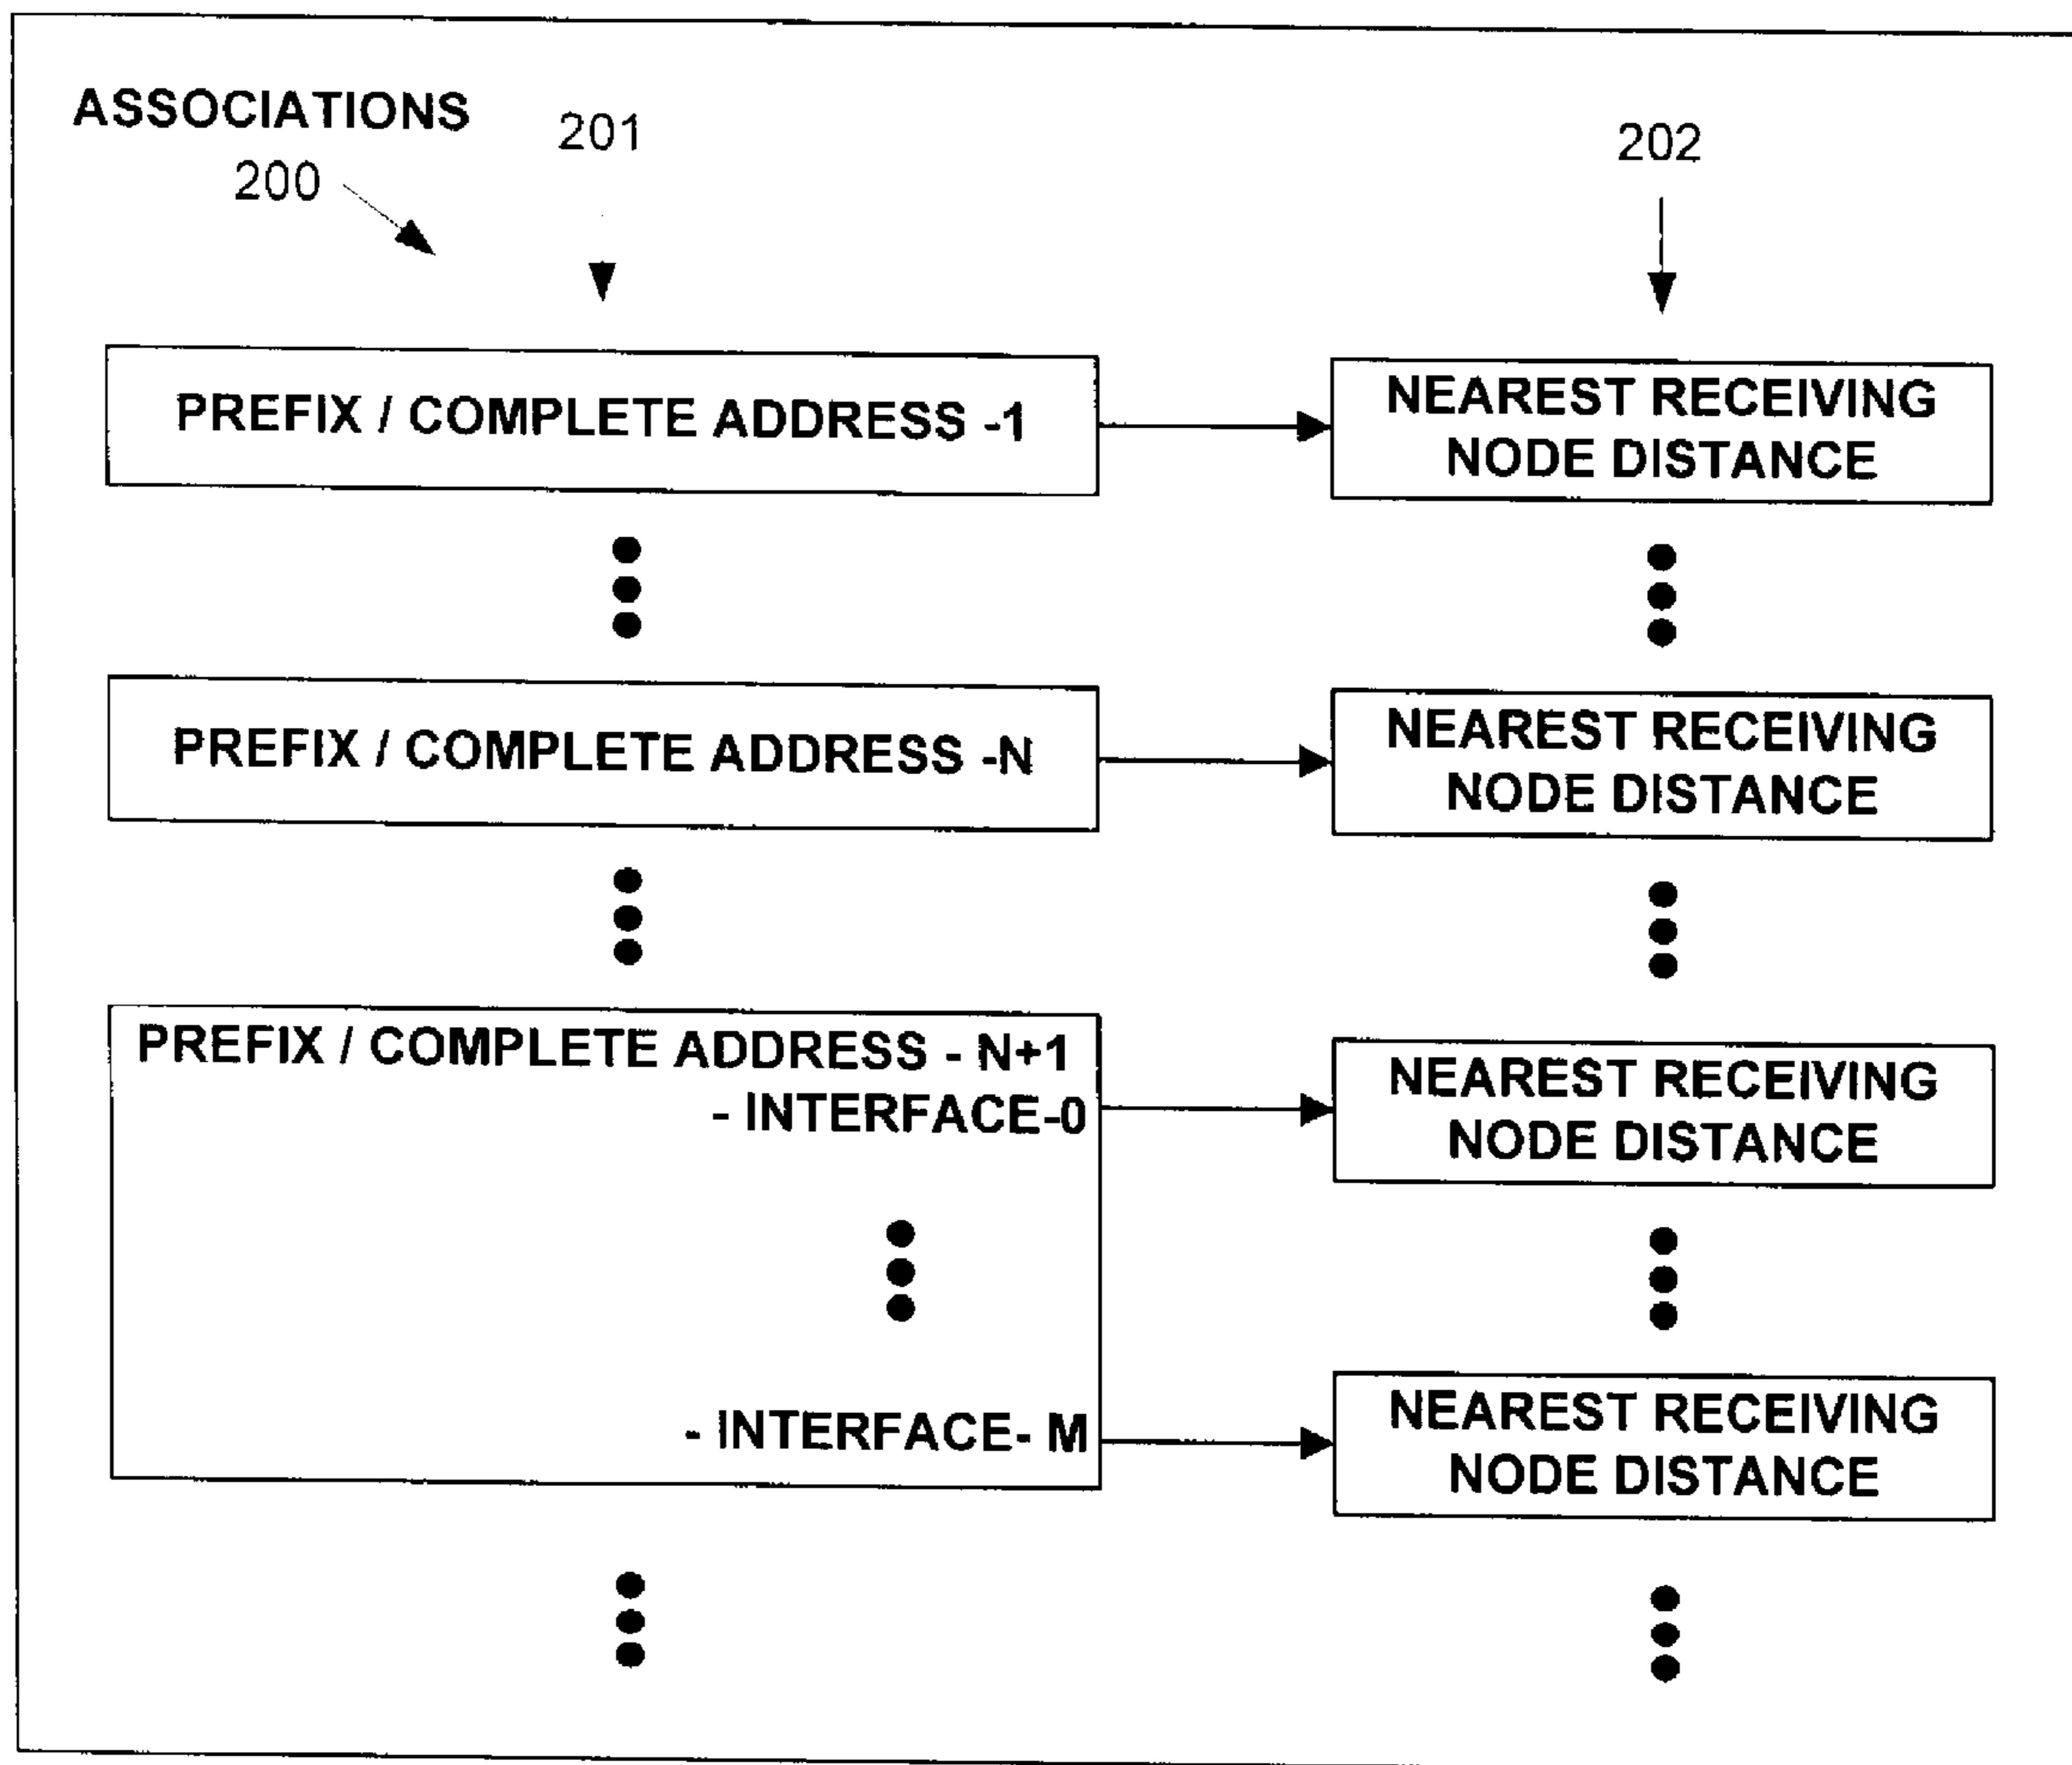 ASSOCIATIONS
200
201
202
PREFIX / COMPLETE ADDRESS -1
NEAREST RECEIVING
NODE DISTANCE
PREFIX / COMPLETE ADDRESS -N
NEAREST RECEIVING
NODE DISTANCE
PREFIX / COMPLETE ADDRESS - N+1
- INTERFACE-0
NEAREST RECEIVING
NODE DISTANCE
- INTERFACE- M
NEAREST RECEIVING
NODE DISTANCE